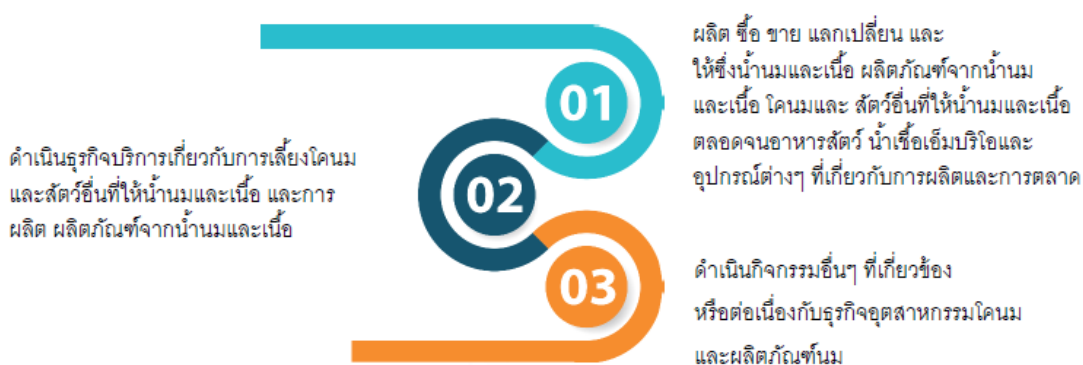 01
ผลิต ซื้อ ขาย แลกเปลี่ยน และ
ให้ซึ่งน้ำนมและเนื้อ ผลิตภัณฑ์จากน้ำนม
และเนื้อ โคนมและ สัตว์อื่นที่ให้น้ำนมและเนื้อ
ตลอดจนอาหารสัตว์ น้ำเชื้อเอ็มบริโอและ
อุปกรณ์ต่างๆ ที่เกี่ยวกับการผลิตและการตลาด
02
ดำเนินธุรกิจบริการเกี่ยวกับการเลี้ยงโคนม
และสัตว์อื่นที่ให้น้ำนมและเนื้อ และการ
ผลิต ผลิตภัณฑ์จากน้ำนมและเนื้อ
03
ดำเนินกิจกรรมอื่นๆ ที่เกี่ยวข้อง
หรือต่อเนื่องกับธุรกิจอุตสาหกรรมโคนม
และผลิตภัณฑ์นม